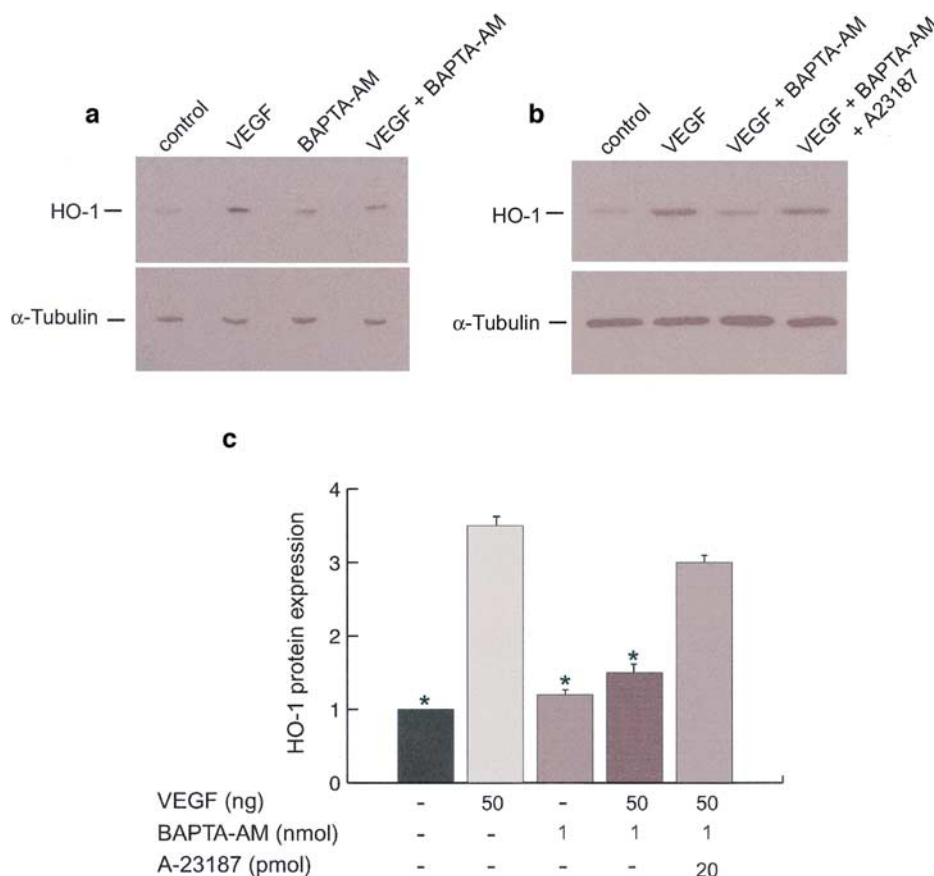 a
control VEGF BAPTA-AM VEGF + BAPTA-AM
HO-1
α-Tubulin
b
control VEGF VEGF + BAPTA-AM VEGF + BAPTA-AM
+ A23187
HO-1
α-Tubulin
c
HO-1 protein expression
4
3
2
1
0
* * *
VEGF (ng) - 50 - 50 50
BAPTA-AM (nmol) - - 1 1 1
A-23187 (pmol) - - - - 20